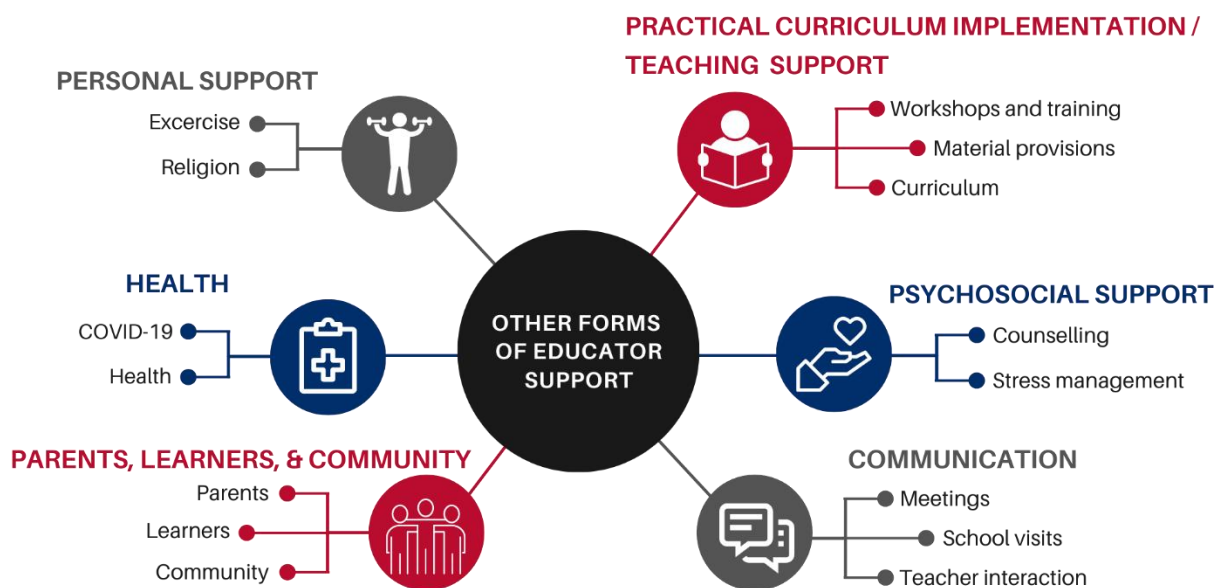 PERSONAL SUPPORT
Excercise
Religion
PRACTICAL CURRICULUM IMPLEMENTATION /
TEACHING SUPPORT
Workshops and training
Material provisions
Curriculum
HEALTH
COVID-19
Health
OTHER FORMS
OF EDUCATOR
SUPPORT
PSYCHOSOCIAL SUPPORT
Counselling
Stress management
PARENTS, LEARNERS, & COMMUNITY
Parents
Learners
Community
COMMUNICATION
Meetings
School visits
Teacher interaction